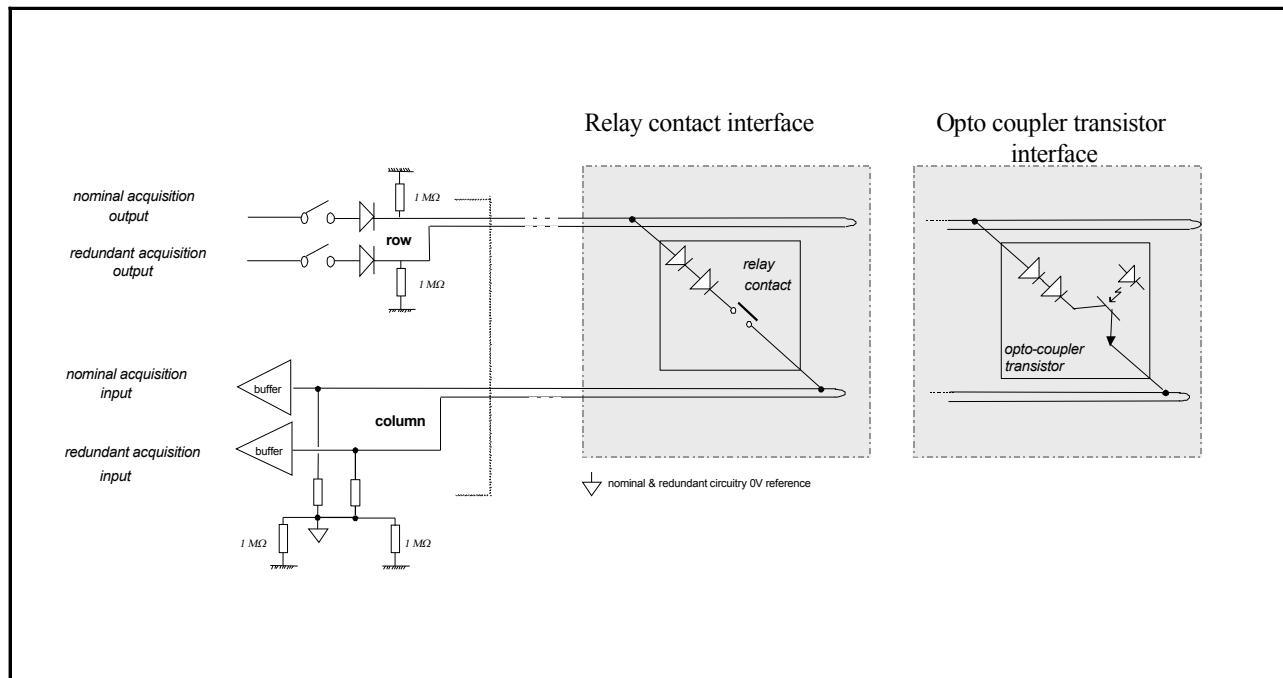 Relay contact interface
Opto coupler transistor
interface
nominal acquisition
output
1 MΩ
row
redundant acquisition
output
1 MΩ
relay
contact
opto-coupler
transistor
nominal acquisition
input
buffer
column
redundant acquisition
input
buffer
nominal & redundant circuitry 0V reference
1 MΩ
1 MΩ